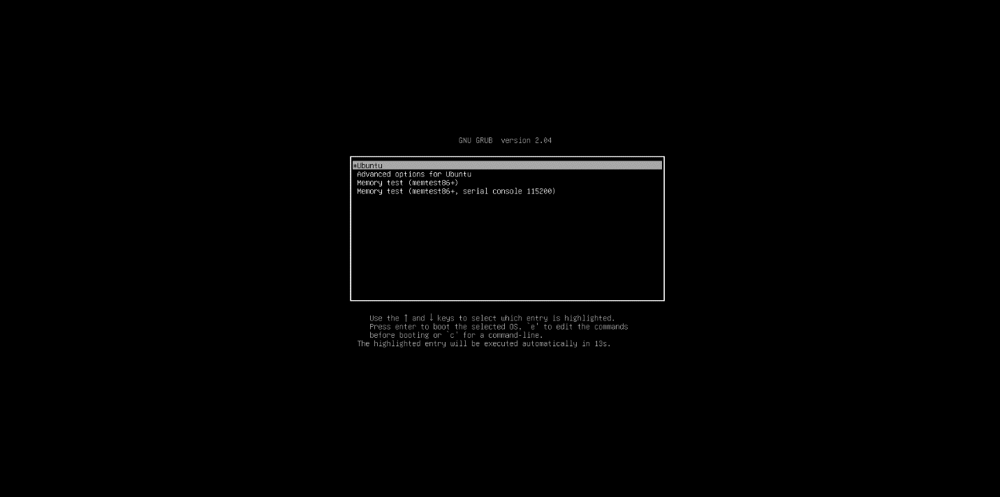 GNU GRUB  version 2.04
*Ubuntu
Advanced options for Ubuntu
Memory test (memtest86+)
Memory test (memtest86+, serial console 115200)
Use the ↑ and ↓ keys to select which entry is highlighted.
Press enter to boot the selected OS, `e' to edit the commands
before booting or `c' for a command-line.
The highlighted entry will be executed automatically in 13s.